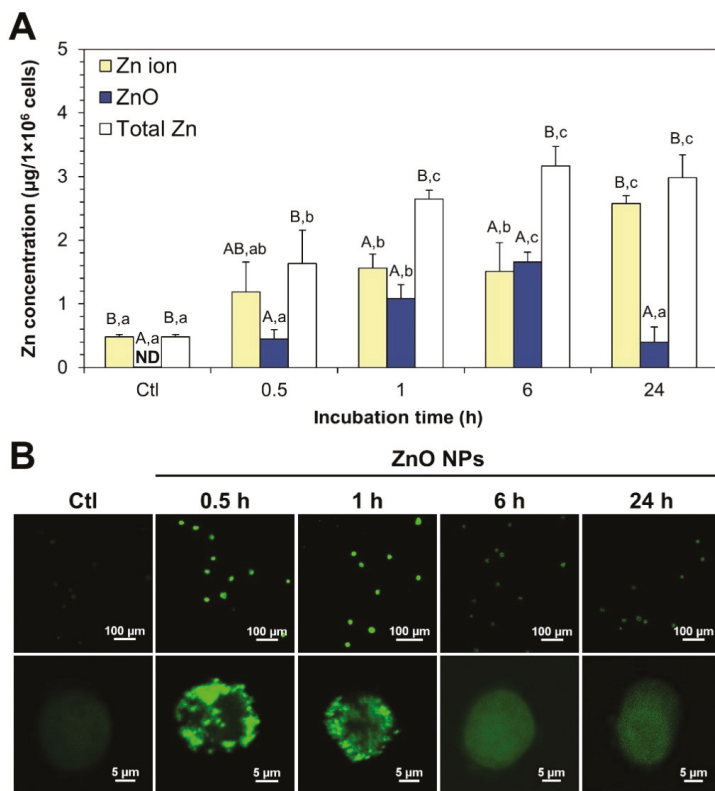 A
Zn concentration (µg/1×10⁶ cells)
5
4
3
2
1
0
Zn ion
ZnO
Total Zn
B,a
A,a
ND
B,a
AB,ab
A,a
B,b
A,b
A,b
B,c
A,b
A,c
B,c
B,c
A,a
B,c
Ctl 0.5 1 6 24
Incubation time (h)
B
ZnO NPs
Ctl 0.5 h 1 h 6 h 24 h
100 µm 100 µm 100 µm 100 µm 100 µm
5 µm 5 µm 5 µm 5 µm 5 µm